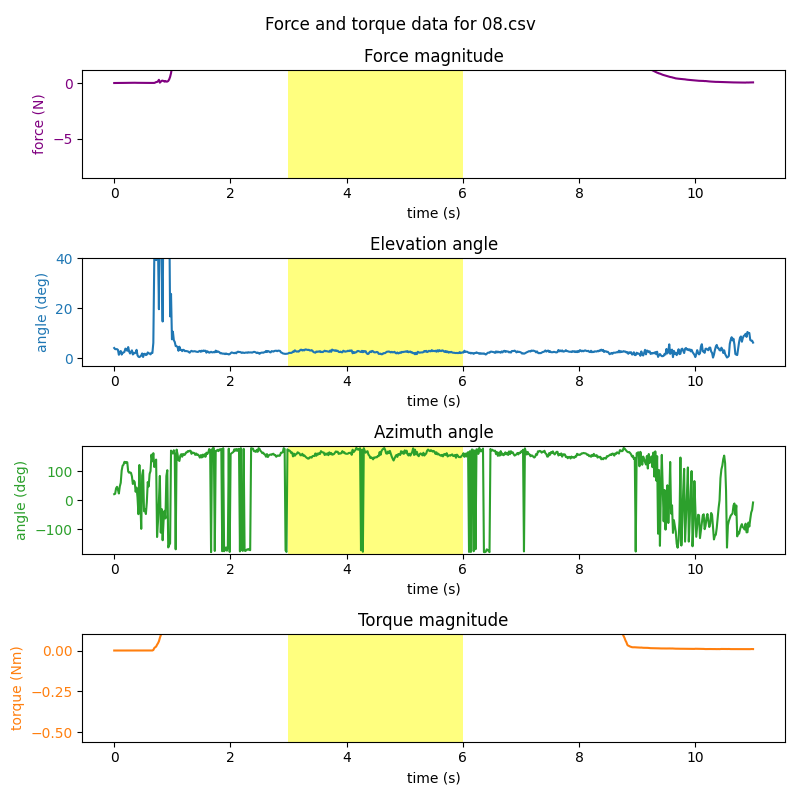 Force and torque data for 08.csv
Force magnitude
force (N)
0
−5
0 2 4 6 8 10
time (s)
Elevation angle
angle (deg)
40
20
0
0 2 4 6 8 10
time (s)
Azimuth angle
angle (deg)
100
0
−100
0 2 4 6 8 10
time (s)
Torque magnitude
torque (Nm)
0.00
−0.25
−0.50
0 2 4 6 8 10
time (s)